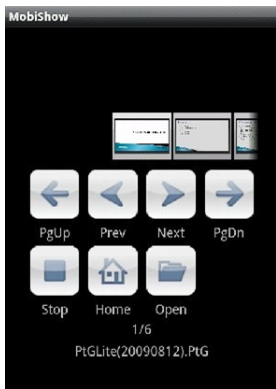 MobiShow
PgUp Prev Next PgDn
Stop Home Open
1/6
PtGLite(20090812).PtG